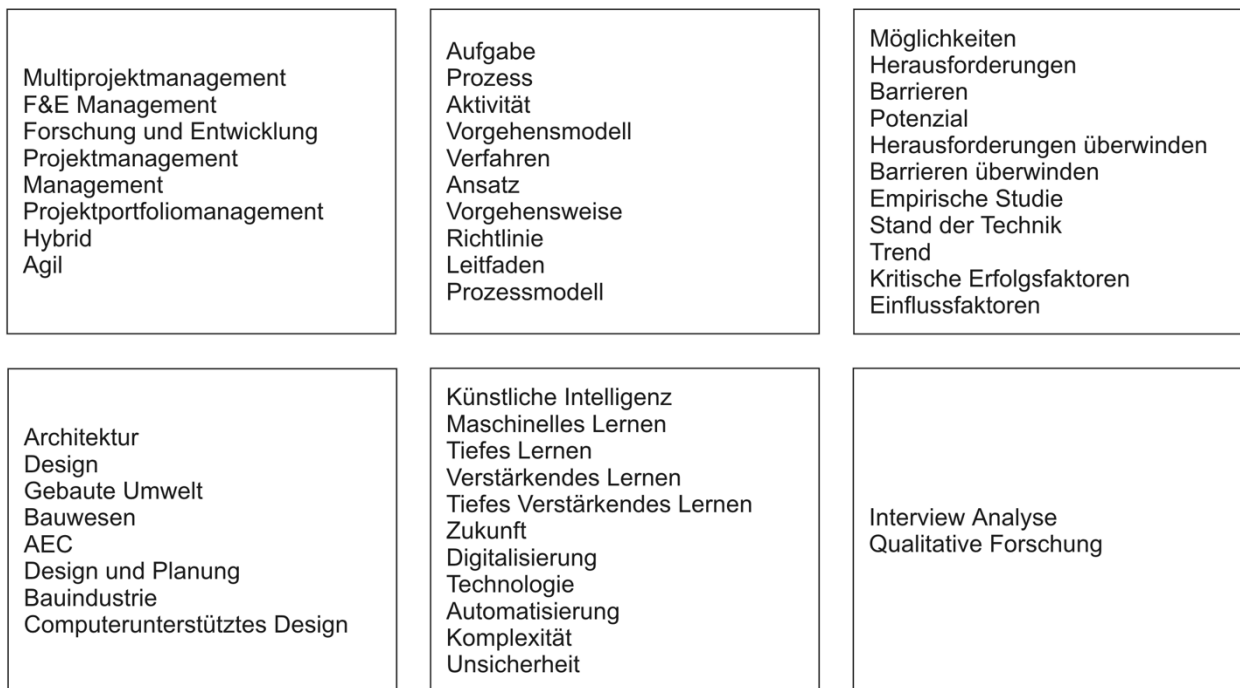 Multiprojektmanagement
F&E Management
Forschung und Entwicklung
Projektmanagement
Management
Projektportfoliomanagement
Hybrid
Agil
Aufgabe
Prozess
Aktivität
Vorgehensmodell
Verfahren
Ansatz
Vorgehensweise
Richtlinie
Leitfaden
Prozessmodell
Möglichkeiten
Herausforderungen
Barrieren
Potenzial
Herausforderungen überwinden
Barrieren überwinden
Empirische Studie
Stand der Technik
Trend
Kritische Erfolgsfaktoren
Einflussfaktoren
Architektur
Design
Gebaute Umwelt
Bauwesen
AEC
Design und Planung
Bauindustrie
Computerunterstütztes Design
Künstliche Intelligenz
Maschinelles Lernen
Tiefes Lernen
Verstärkendes Lernen
Tiefes Verstärkendes Lernen
Zukunft
Digitalisierung
Technologie
Automatisierung
Komplexität
Unsicherheit
Interview Analyse
Qualitative Forschung